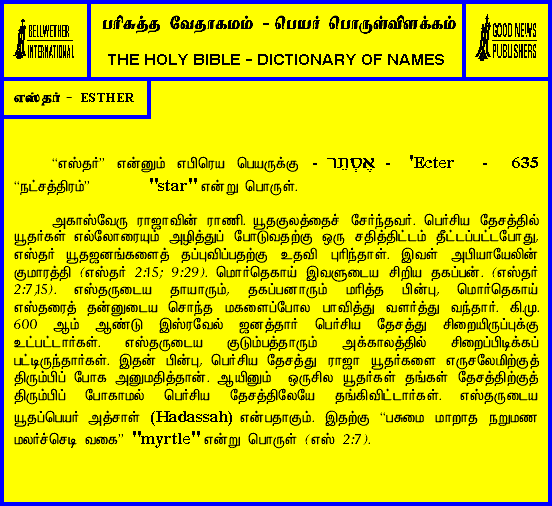 BELLWETHER
INTERNATIONAL
பரிசுத்த வேதாகமம் - பெயர் பொருள்விளக்கம்
THE HOLY BIBLE - DICTIONARY OF NAMES
GOOD NEWS
PUBLISHERS
எஸ்தர் - ESTHER
“எஸ்தர்” என்னும் எபிரெய பெயருக்கு - אֶסְתֵּר - 'Ecter - 635
“நட்சத்திரம்” "star" என்று பொருள்.
அகாஸ்வேரு ராஜாவின் ராணி. யூதகுலத்தைச் சேர்ந்தவர். பெர்சிய தேசத்தில்
யூதர்கள் எல்லோரையும் அழித்துப் போடுவதற்கு ஒரு சதித்திட்டம் தீட்டப்பட்டபோது,
எஸ்தர் யூதஜனங்களைத் தப்புவிப்பதற்கு உதவி புரிந்தாள். இவள் அபியாயேலின்
குமாரத்தி (எஸ்தர் 2:15; 9:29). மொர்தெகாய் இவளுடைய சிறிய தகப்பன். (எஸ்தர்
2:7,15). எஸ்தருடைய தாயாரும், தகப்பனாரும் மரித்த பின்பு, மொர்தெகாய்
எஸ்தரைத் தன்னுடைய சொந்த மகளைப்போல பாவித்து வளர்த்து வந்தார். கி.மு.
600 ஆம் ஆண்டு இஸ்ரவேல் ஜனத்தார் பெர்சிய தேசத்து சிறையிருப்புக்கு
உட்பட்டார்கள். எஸ்தருடைய குடும்பத்தாரும் அக்காலத்தில் சிறைப்பிடிக்கப்
பட்டிருந்தார்கள். இதன் பின்பு, பெர்சிய தேசத்து ராஜா யூதர்களை எருசலேமிற்குத்
திரும்பிப் போக அனுமதித்தான். ஆயினும் ஒருசில யூதர்கள் தங்கள் தேசத்திற்குத்
திரும்பிப் போகாமல் பெர்சிய தேசத்திலேயே தங்கிவிட்டார்கள். எஸ்தருடைய
யூதப்பெயர் அத்சாள் (Hadassah) என்பதாகும். இதற்கு “பசுமை மாறாத நறுமண
மலர்ச்செடி வகை” "myrtle" என்று பொருள் (எஸ் 2:7).